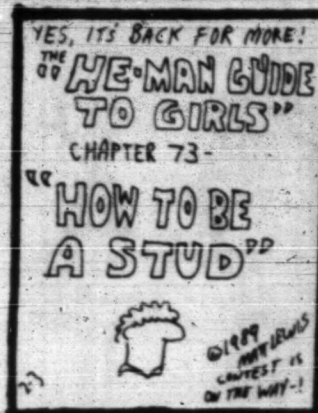 YES, IT'S BACK FOR MORE!
THE
"HE-MAN GUIDE
TO GIRLS"
CHAPTER 73-
"HOW TO BE
A STUD"
©1989
MATT LEWIS
CONTEST IS
ON THE WAY-!